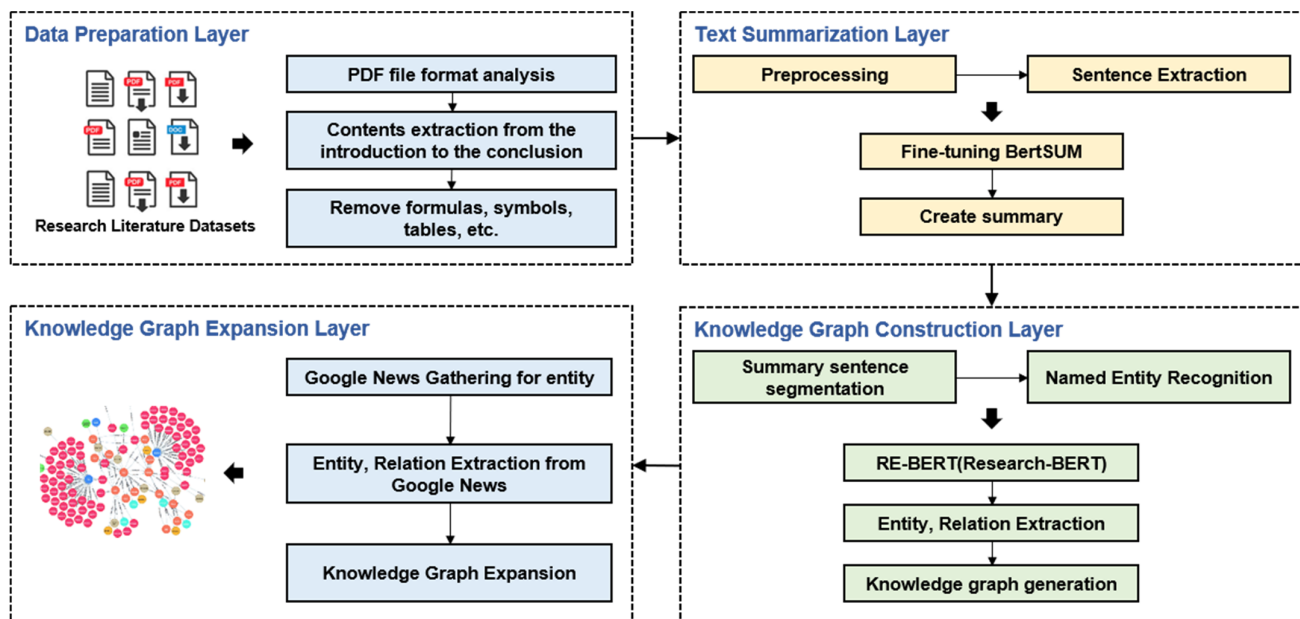 Data Preparation Layer
PDF
PDF
PDF
DOC
PDF
PDF
Research Literature Datasets
PDF file format analysis
Contents extraction from the
introduction to the conclusion
Remove formulas, symbols,
tables, etc.
Text Summarization Layer
Preprocessing
Sentence Extraction
Fine-tuning BertSUM
Create summary
Knowledge Graph Expansion Layer
Google News Gathering for entity
Entity, Relation Extraction from
Google News
Knowledge Graph Expansion
Knowledge Graph Construction Layer
Summary sentence
segmentation
Named Entity Recognition
RE-BERT(Research-BERT)
Entity, Relation Extraction
Knowledge graph generation